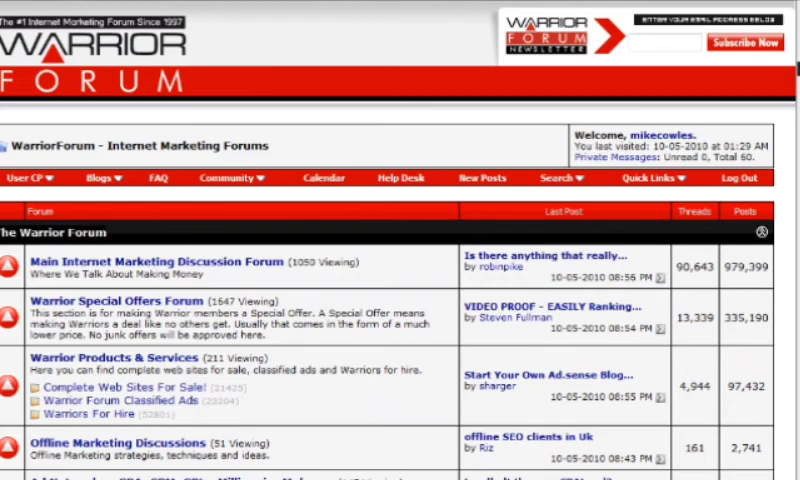 The #1 Internet Marketing Forum Since 1997
WARRIOR
FORUM
WARRIOR
FORUM
NEWSLETTER
ENTER YOUR EMAIL ADDRESS BELOW
Subscribe Now
WarriorForum - Internet Marketing Forums
Welcome, mikecowles.
You last visited: 10-05-2010 at 01:29 AM
Private Messages: Unread 0, Total 60.
User CP Blogs FAQ Community Calendar Help Desk New Posts Search Quick Links Log Out
Forum Last Post Threads Posts
The Warrior Forum
Main Internet Marketing Discussion Forum (1050 Viewing)
Where We Talk About Making Money
Is there anything that really...
by robinpike
10-05-2010 08:56 PM
90,643 979,399
Warrior Special Offers Forum (1647 Viewing)
This section is for making Warrior members a Special Offer. A Special Offer means
making Warriors a deal like no others get. Usually that comes in the form of a much
lower price. No junk offers will be approved here.
VIDEO PROOF - EASILY Ranking...
by Steven Fullman
10-05-2010 08:54 PM
13,339 335,190
Warrior Products & Services (211 Viewing)
Here you can find complete web sites for sale, classified ads and Warriors for hire.
Complete Web Sites For Sale! (21425)
Warrior Forum Classified Ads (23204)
Warriors For Hire (52801)
Start Your Own Ad.sense Blog...
by sharger
10-05-2010 08:55 PM
4,944 97,432
Offline Marketing Discussions (51 Viewing)
Offline Marketing strategies, techniques and ideas.
offline SEO clients in Uk
by Riz
10-05-2010 08:43 PM
161 2,741